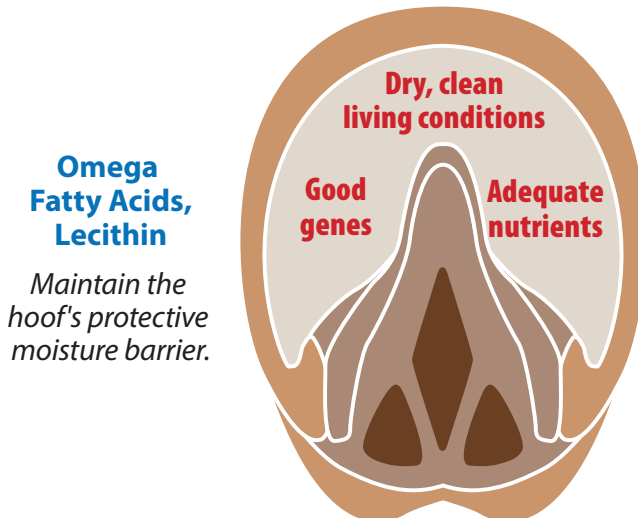 Dry, clean
living conditions
Good
genes
Adequate
nutrients
Omega
Fatty Acids,
Lecithin
Maintain the
hoof's protective
moisture barrier.